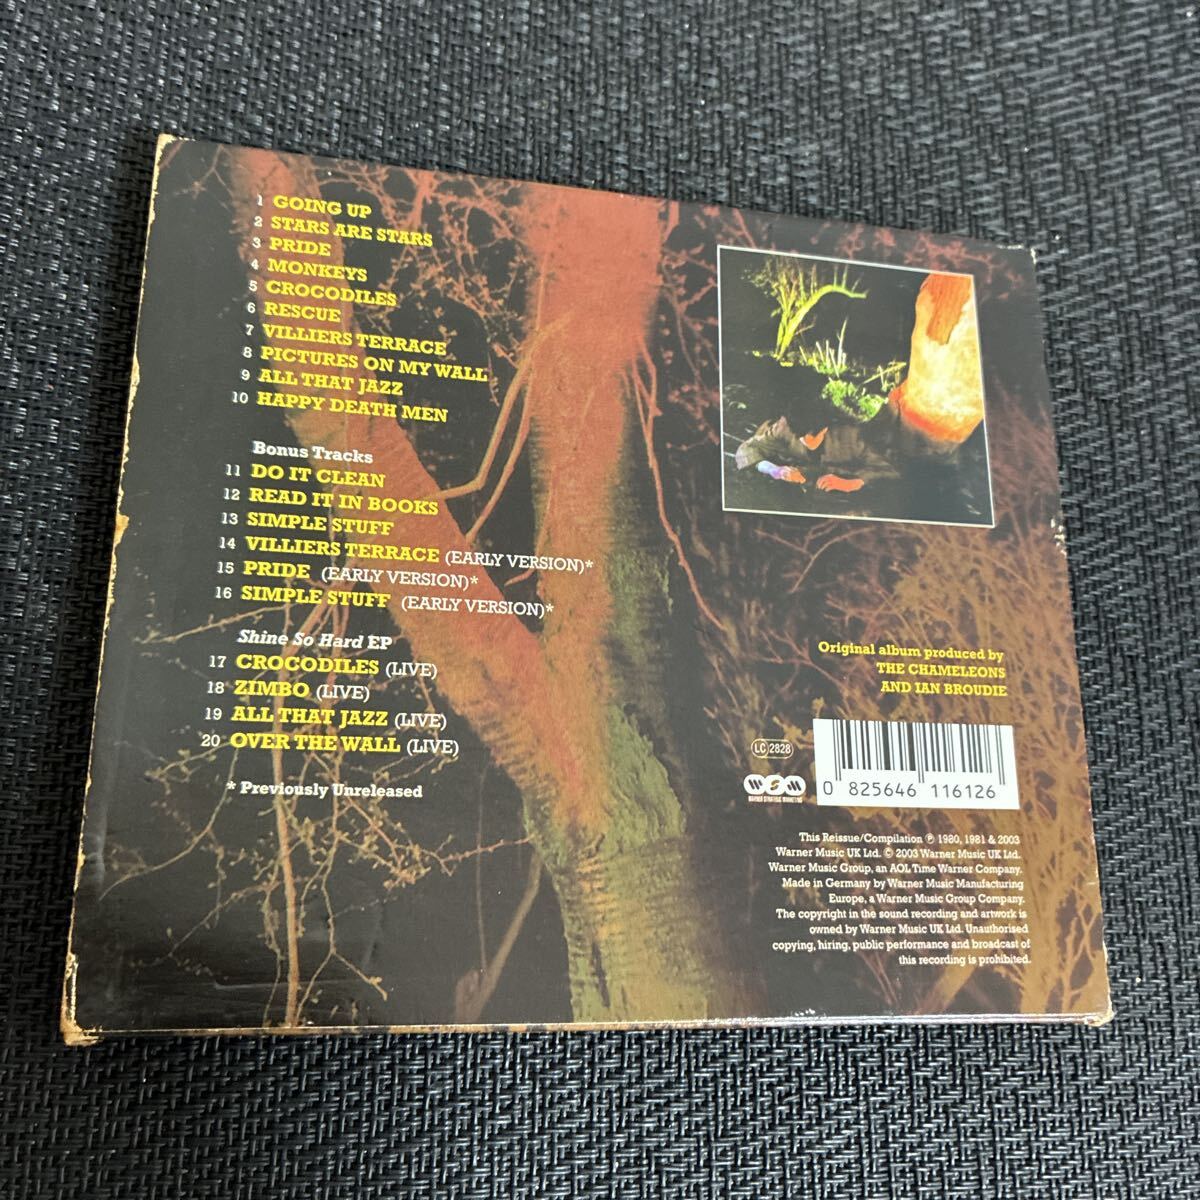 1 GOING UP
2 STARS ARE STARS
3 PRIDE
4 MONKEYS
5 CROCODILES
6 RESCUE
7 VILLIERS TERRACE
8 PICTURES ON MY WALL
9 ALL THAT JAZZ
10 HAPPY DEATH MEN
Bonus Tracks
11 DO IT CLEAN
12 READ IT IN BOOKS
13 SIMPLE STUFF
14 VILLIERS TERRACE (EARLY VERSION)*
15 PRIDE (EARLY VERSION)*
16 SIMPLE STUFF (EARLY VERSION)*
Shine So Hard EP
17 CROCODILES (LIVE)
18 ZIMBO (LIVE)
19 ALL THAT JAZZ (LIVE)
20 OVER THE WALL (LIVE)
* Previously Unreleased
Original album produced by
THE CHAMELEONS
AND IAN BROUDIE
LC 2828
WSM
WARNER STRATEGIC MARKETING
0 825646 116126
This Reissue/Compilation ℗ 1980, 1981 & 2003
Warner Music UK Ltd. © 2003 Warner Music UK Ltd.
Warner Music Group, an AOL Time Warner Company.
Made in Germany by Warner Music Manufacturing
Europe, a Warner Music Group Company.
The copyright in the sound recording and artwork is
owned by Warner Music UK Ltd. Unauthorised
copying, hiring, public performance and broadcast of
this recording is prohibited.